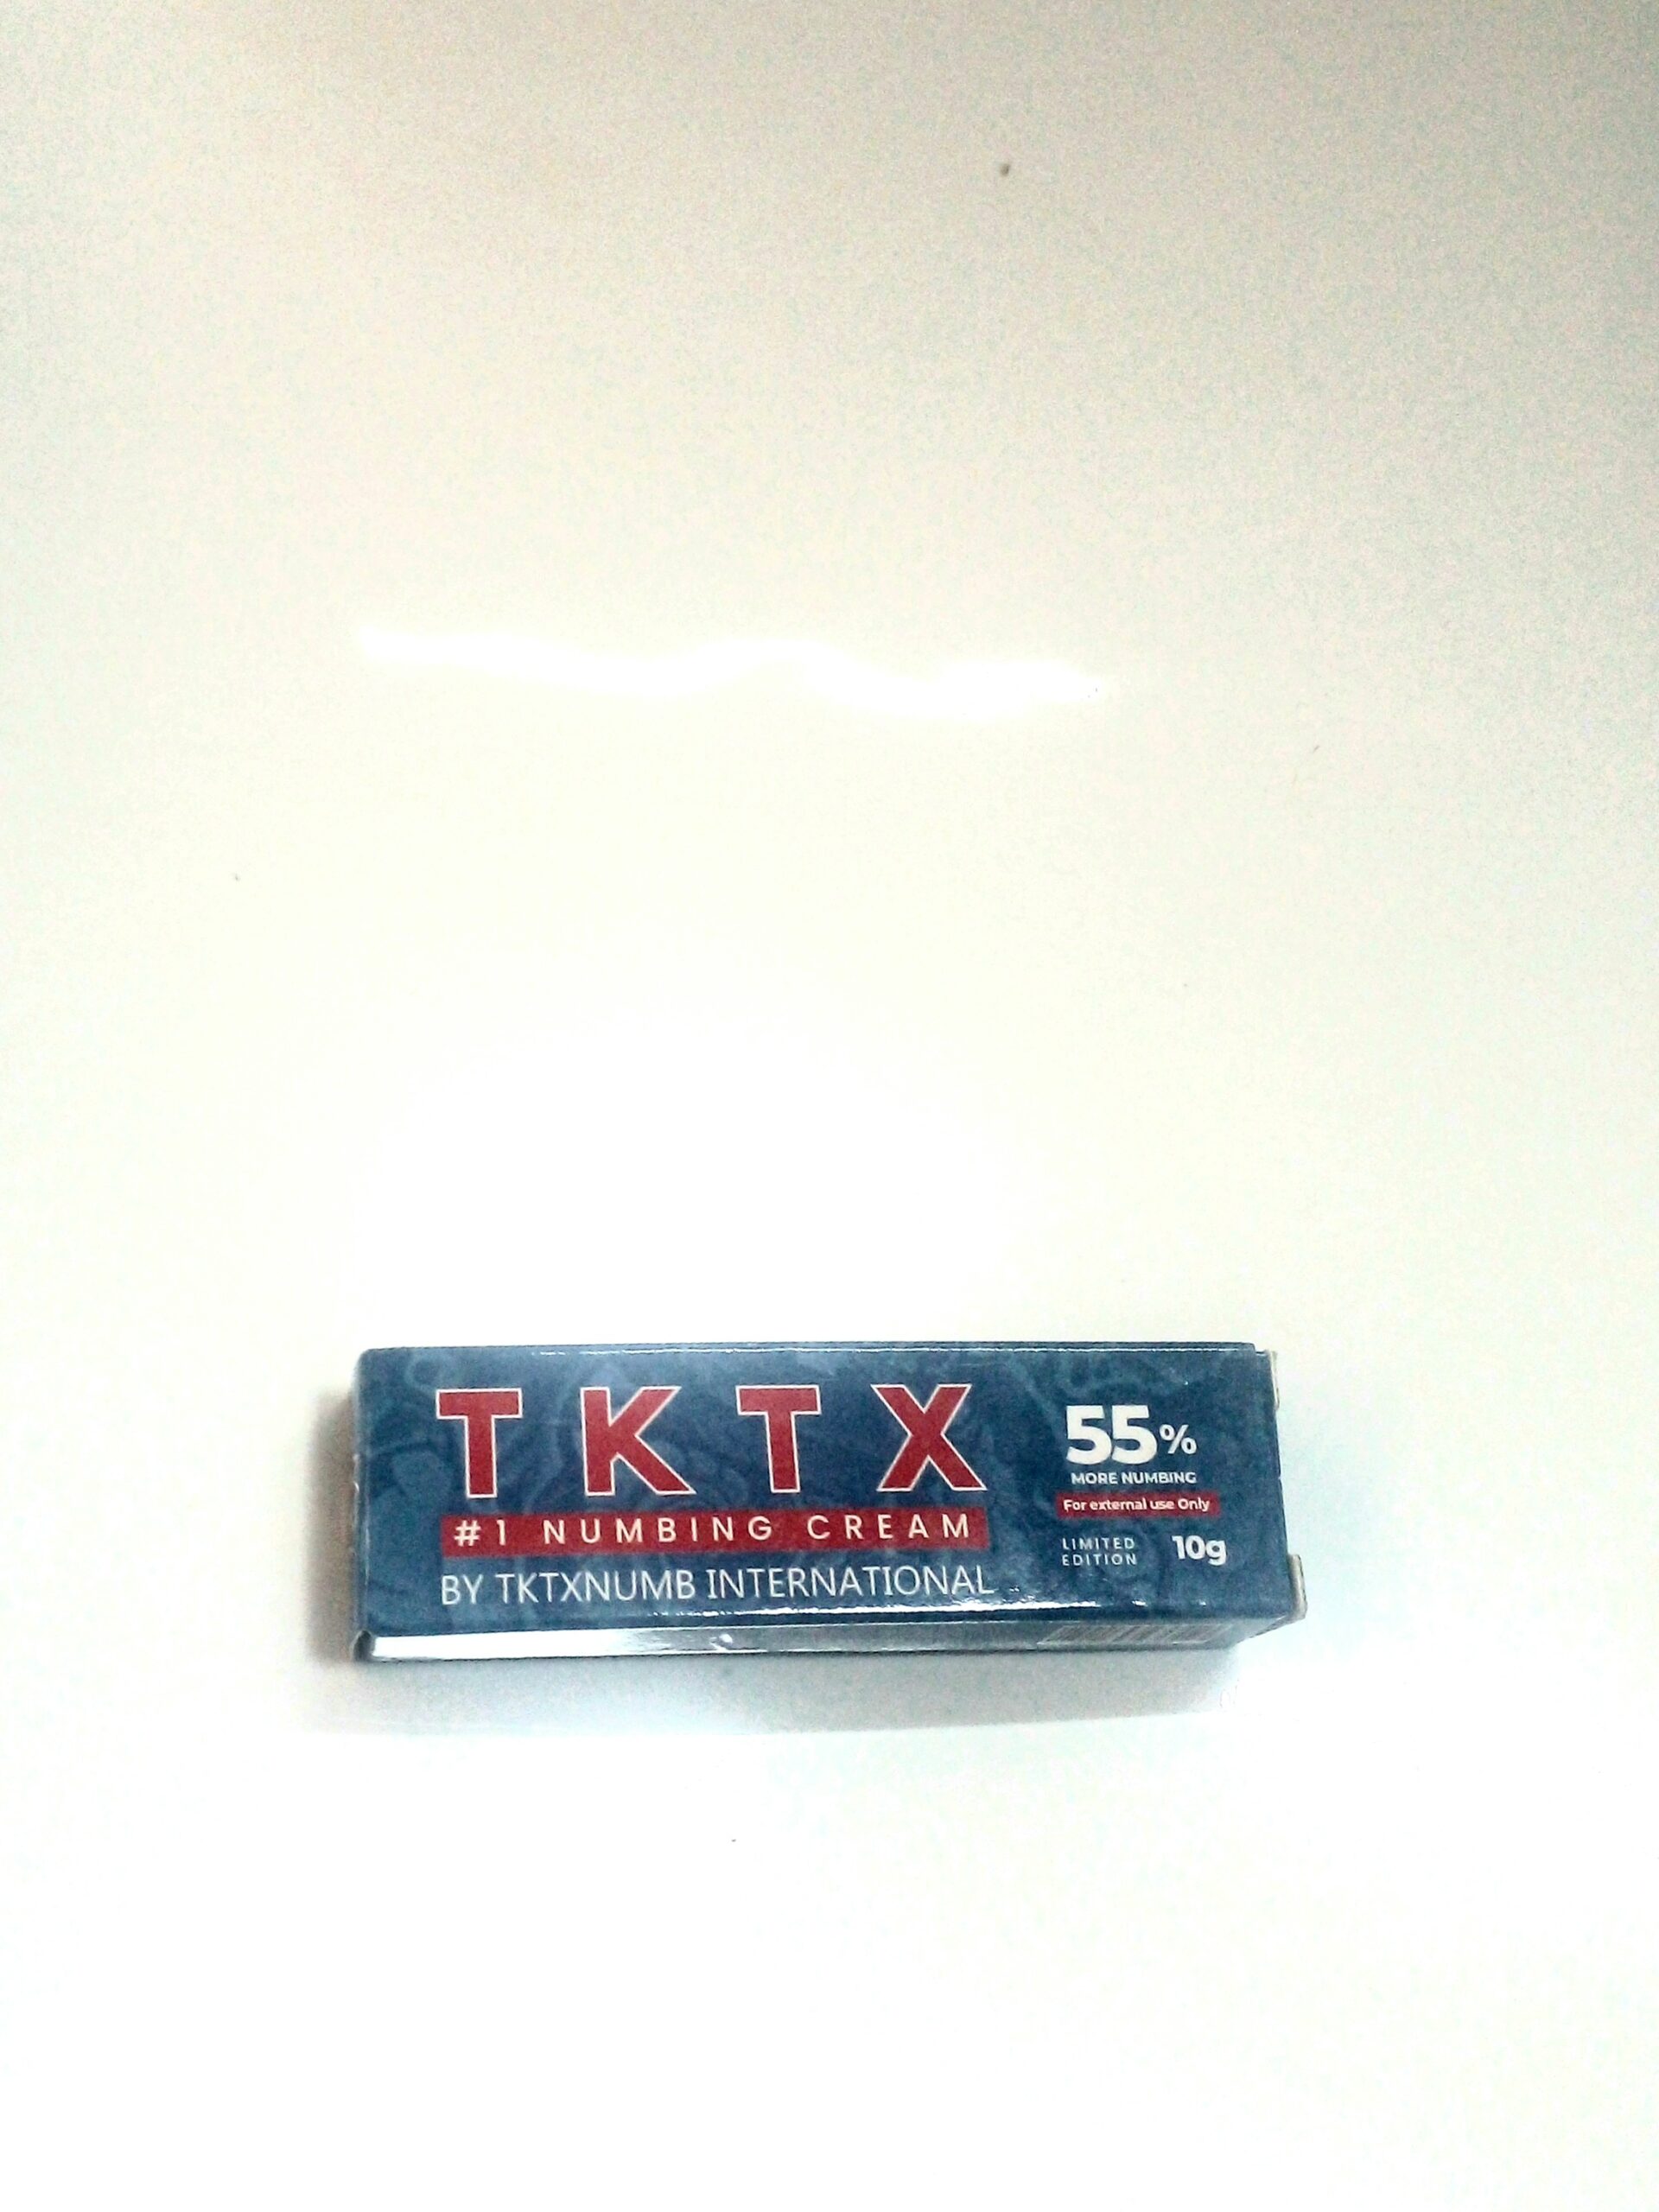 TKTX
#1 NUMBING CREAM
BY TKTXNUMB INTERNATIONAL
55%
MORE NUMBING
For external use Only
LIMITED
EDITION
10g